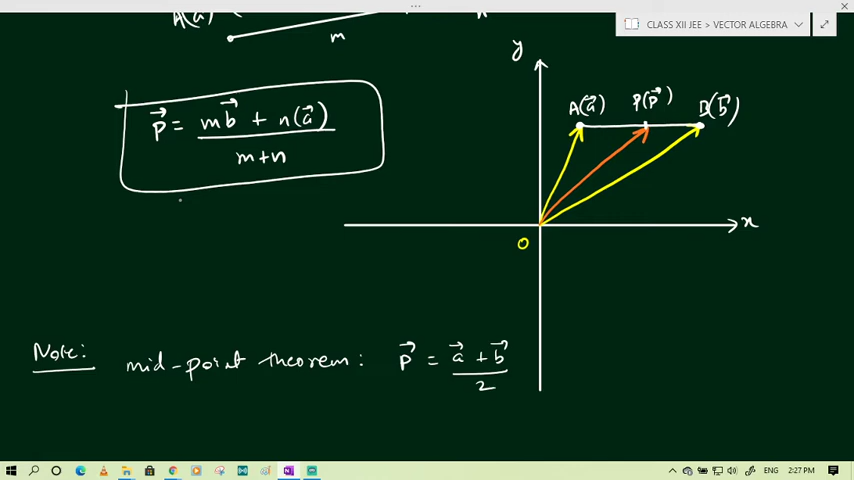 A(a⃗)
m
CLASS XII JEE > VECTOR ALGEBRA
y
A(a⃗) P(p⃗) B(b⃗)
p⃗ = mb⃗ + n(a⃗)
m+n
x
O
Note: mid-point theorem: p⃗ = a⃗ + b⃗
2
ENG 2:27 PM